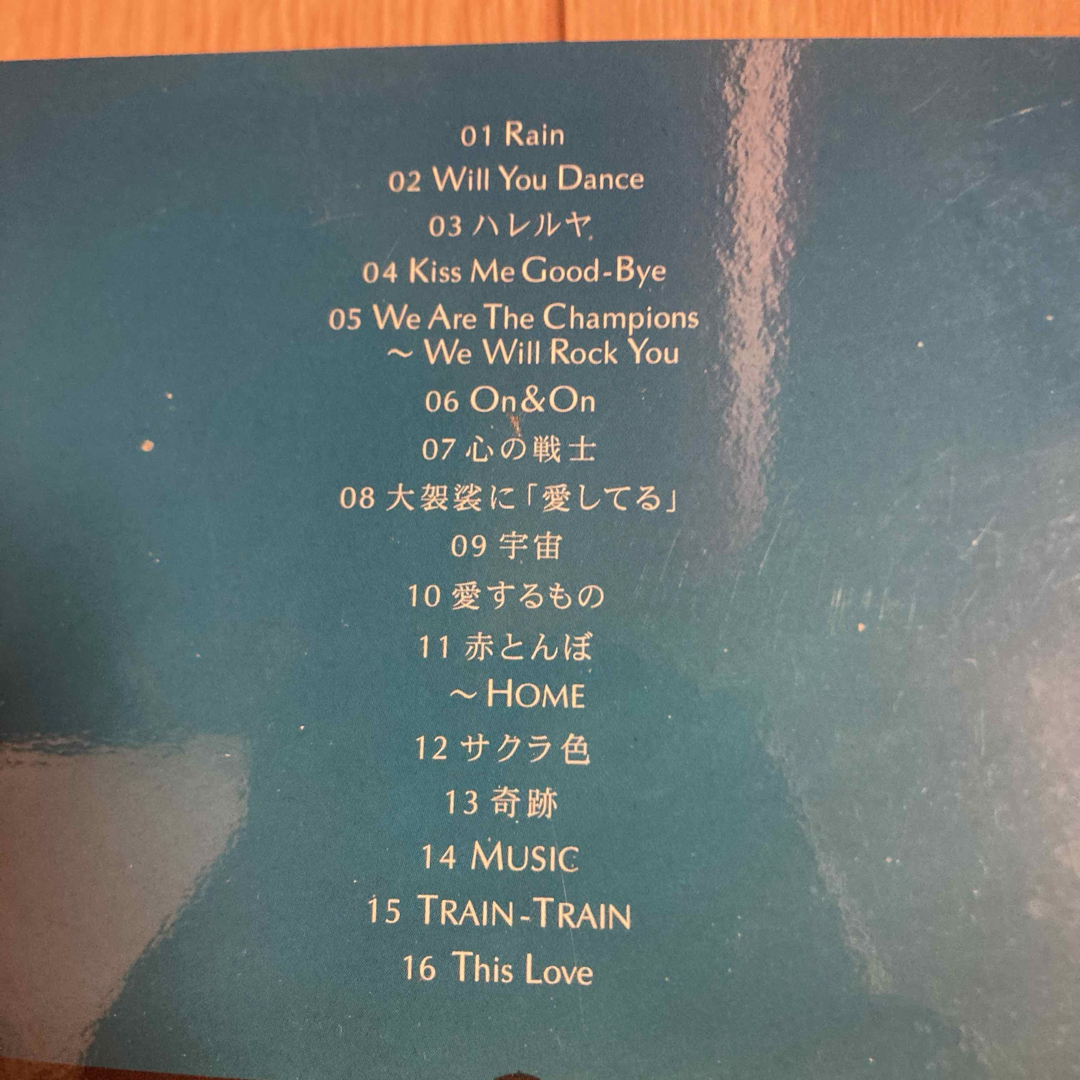 01 Rain
02 Will You Dance
03 ハレルヤ
04 Kiss Me Good-Bye
05 We Are The Champions
～ We Will Rock You
06 On&On
07 心の戦士
08 大袈裟に「愛してる」
09 宇宙
10 愛するもの
11 赤とんぼ
～ HOME
12 サクラ色
13 奇跡
14 MUSIC
15 TRAIN-TRAIN
16 This Love